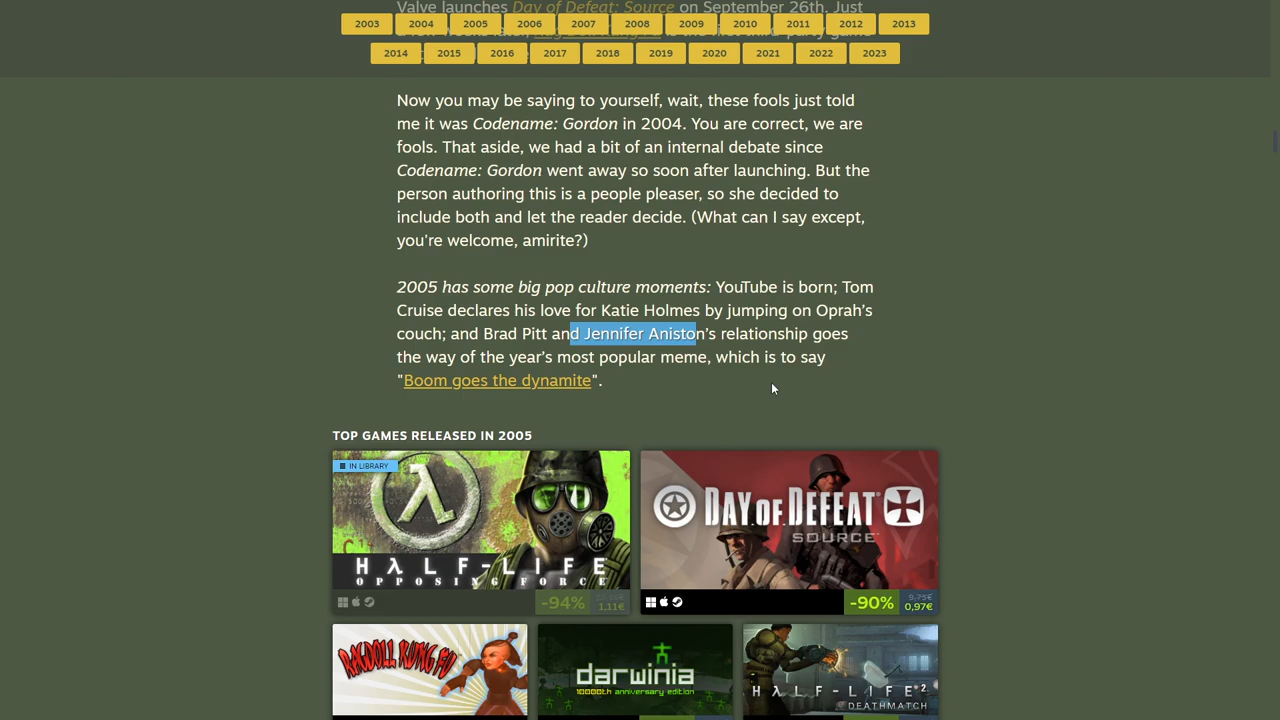 Valve launches Day of Defeat: Source on September 26th. Just
2003 2004 2005 2006 2007 2008 2009 2010 2011 2012 2013
2014 2015 2016 2017 2018 2019 2020 2021 2022 2023
Now you may be saying to yourself, wait, these fools just told
me it was Codename: Gordon in 2004. You are correct, we are
fools. That aside, we had a bit of an internal debate since
Codename: Gordon went away so soon after launching. But the
person authoring this is a people pleaser, so she decided to
include both and let the reader decide. (What can I say except,
you're welcome, amirite?)
2005 has some big pop culture moments: YouTube is born; Tom
Cruise declares his love for Katie Holmes by jumping on Oprah's
couch; and Brad Pitt and Jennifer Aniston's relationship goes
the way of the year's most popular meme, which is to say
"Boom goes the dynamite".
TOP GAMES RELEASED IN 2005
IN LIBRARY
HλLF-LIFE
OPPOSING FORCE
DAY OF DEFEAT
SOURCE
-94% 1,11€
-90% 9,75€ 0,97€
RAGDOLL KUNG FU
darwinia
10000th anniversary edition
HλLF-LIFE 2
DEATHMATCH